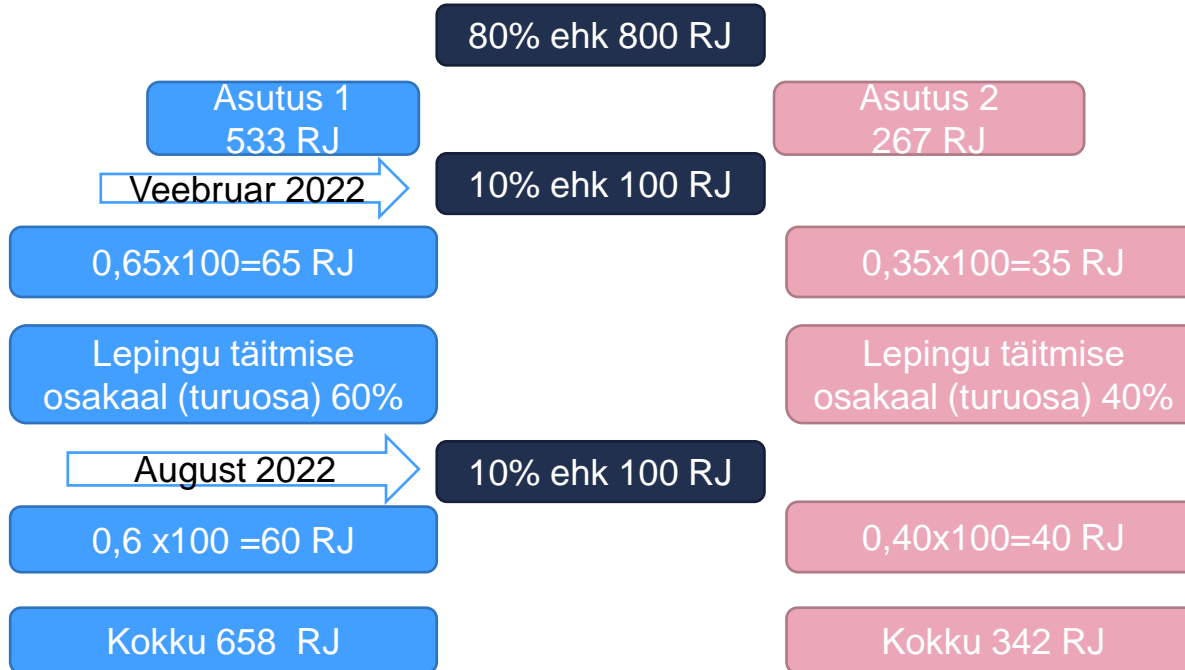 80% ehk 800 RJ
Asutus 1
533 RJ
Asutus 2
267 RJ
Veebruar 2022
10% ehk 100 RJ
0,65x100=65 RJ
0,35x100=35 RJ
Lepingu täitmise
osakaal (turuosa) 60%
Lepingu täitmise
osakaal (turuosa) 40%
August 2022
10% ehk 100 RJ
0,6 x100 =60 RJ
0,40x100=40 RJ
Kokku 658 RJ
Kokku 342 RJ